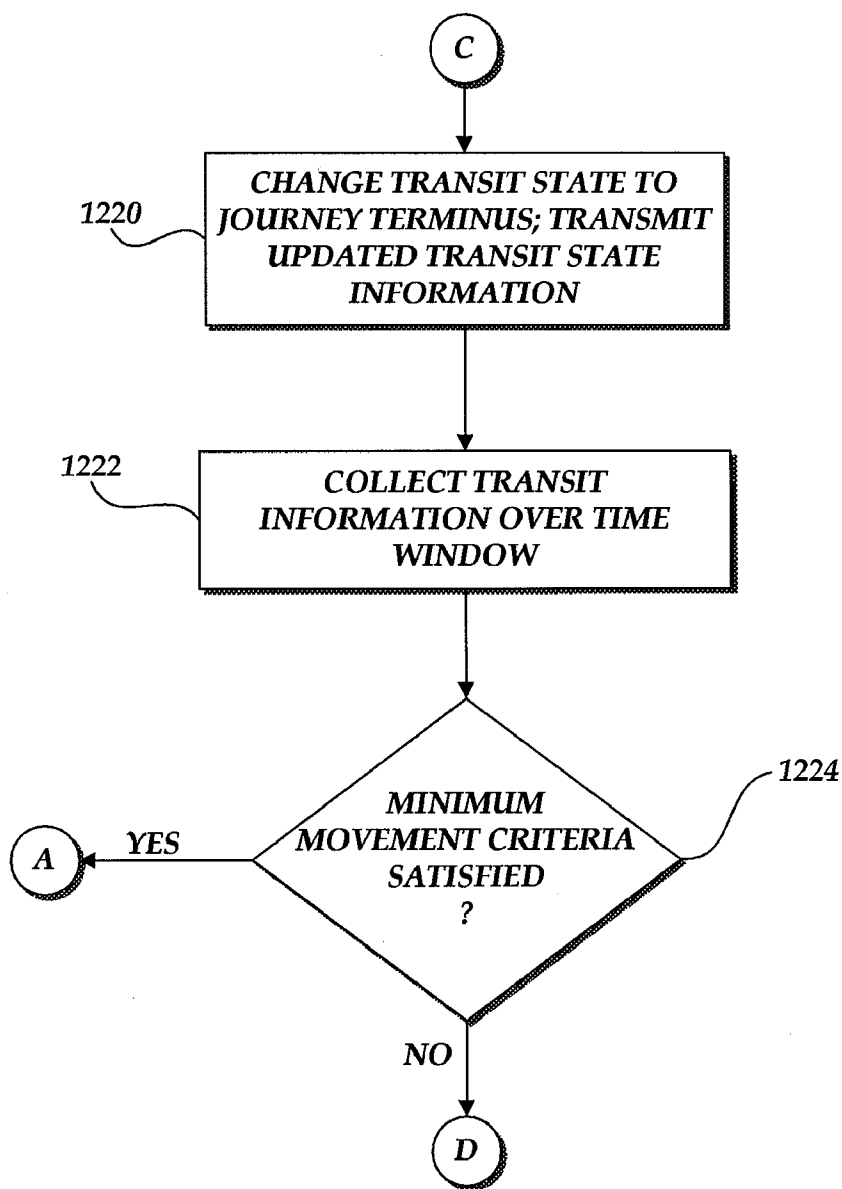 C
1220
CHANGE TRANSIT STATE TO
JOURNEY TERMINUS; TRANSMIT
UPDATED TRANSIT STATE
INFORMATION
1222
COLLECT TRANSIT
INFORMATION OVER TIME
WINDOW
1224
MINIMUM
MOVEMENT CRITERIA
SATISFIED
?
YES
A
NO
D